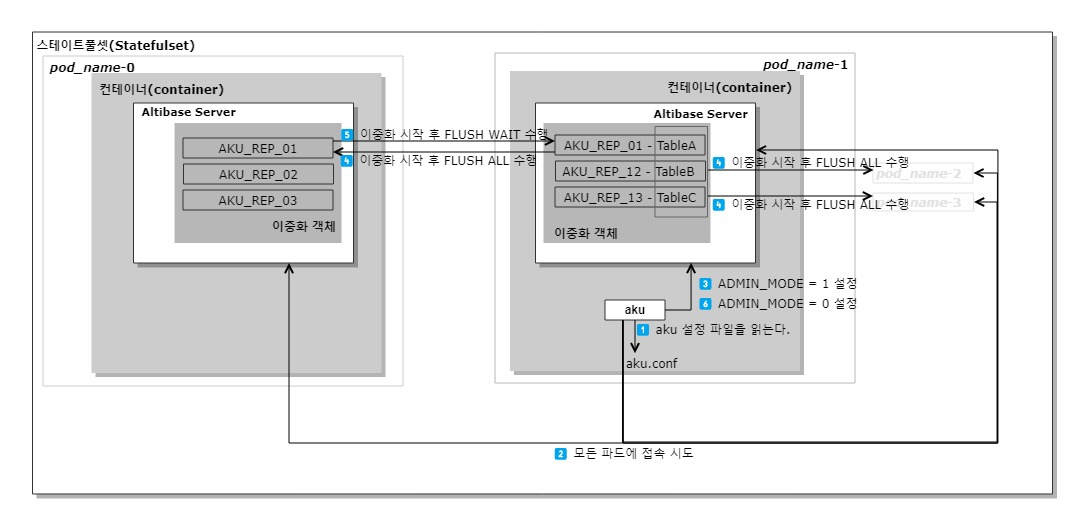 스테이트풀셋(Statefulset)
pod_name-0
컨테이너(container)
Altibase Server
AKU_REP_01
AKU_REP_02
AKU_REP_03
이중화 객체
5 이중화 시작 후 FLUSH WAIT 수행
4 이중화 시작 후 FLUSH ALL 수행
pod_name-1
컨테이너(container)
Altibase Server
AKU_REP_01 - TableA
AKU_REP_12 - TableB
AKU_REP_13 - TableC
이중화 객체
4 이중화 시작 후 FLUSH ALL 수행
pod_name-2
4 이중화 시작 후 FLUSH ALL 수행
name-3
3 ADMIN_MODE = 1 설정
6 ADMIN_MODE = 0 설정
aku
1 aku 설정 파일을 읽는다.
aku.conf
2 모든 파드에 접속 시도